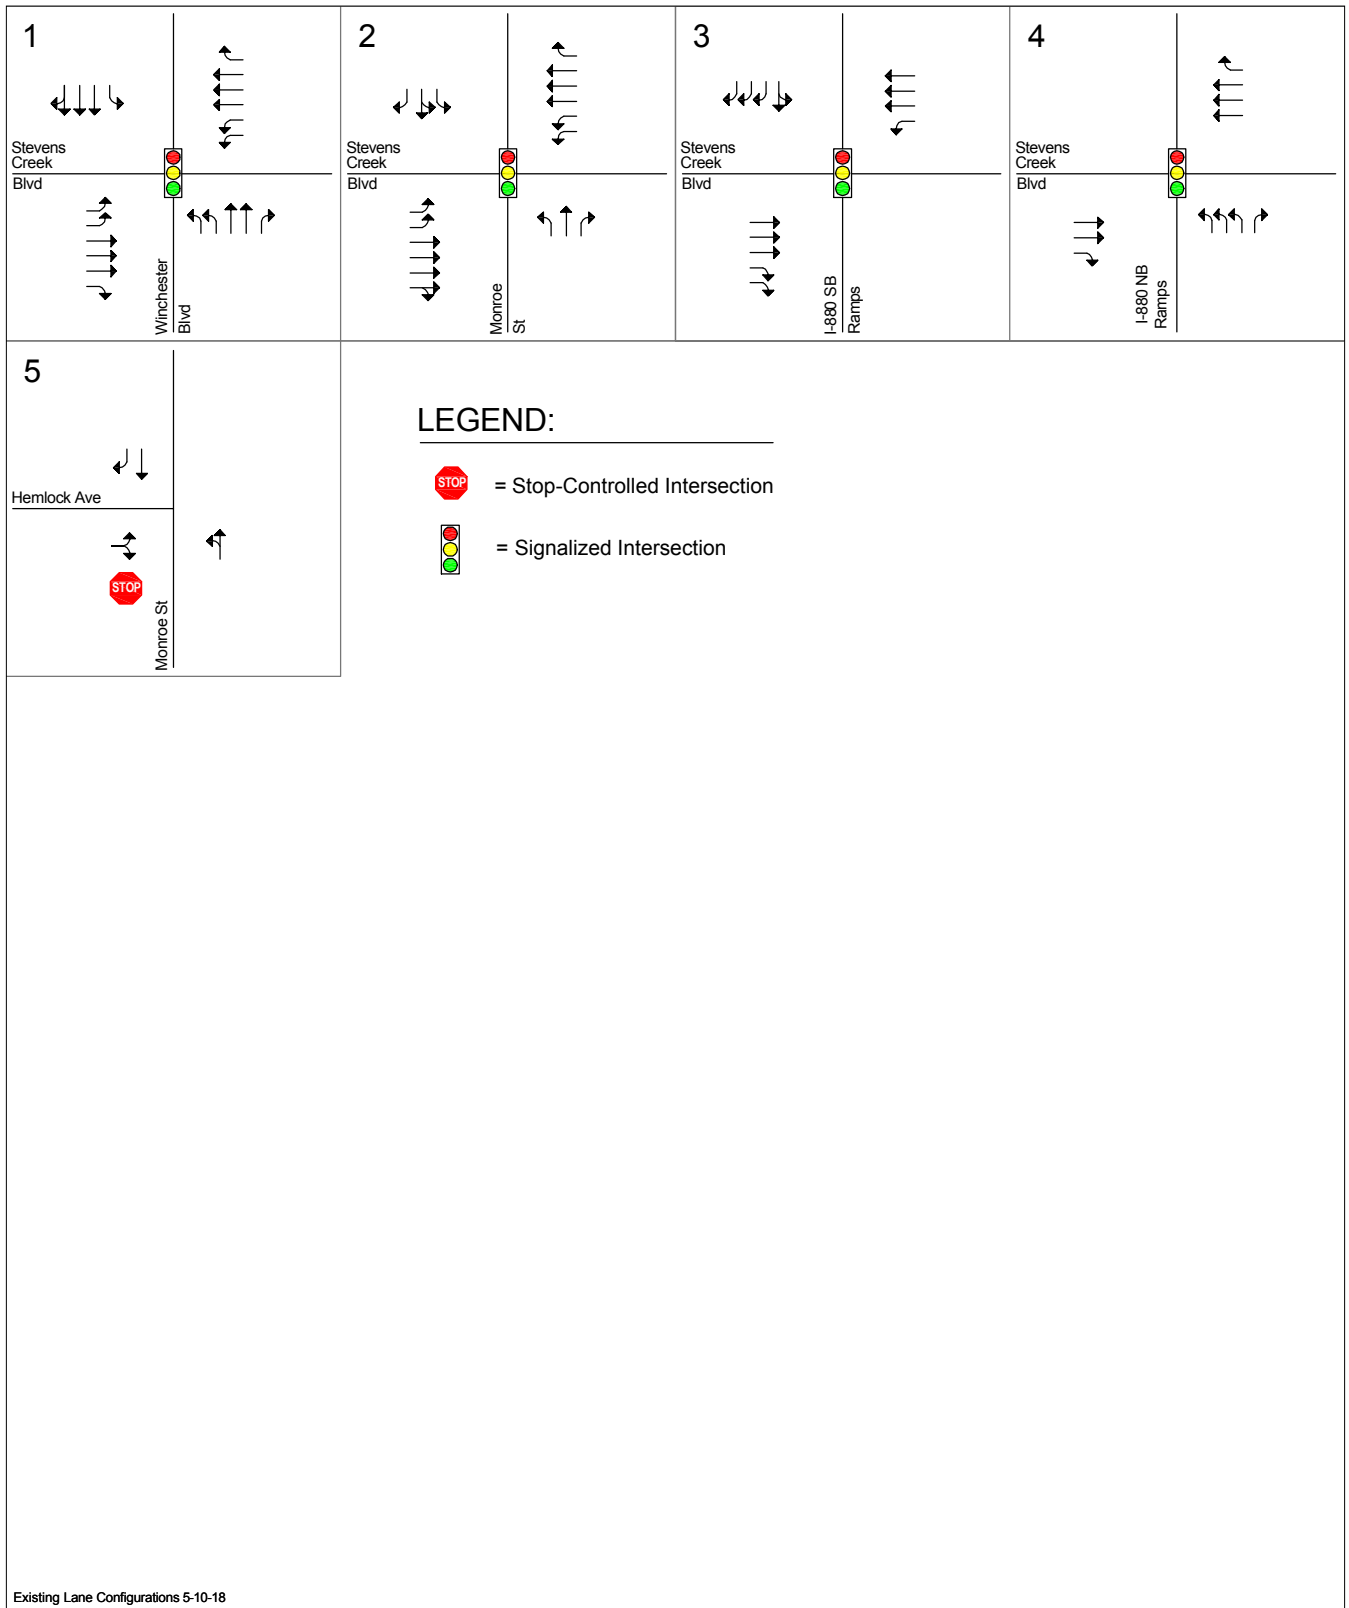 1
Stevens
Creek
Blvd
Winchester
Blvd
2
Stevens
Creek
Blvd
Monroe
St
3
Stevens
Creek
Blvd
I-880 SB
Ramps
4
Stevens
Creek
Blvd
I-880 NB
Ramps
5
Hemlock Ave
STOP
Monroe St
LEGEND:
STOP = Stop-Controlled Intersection
= Signalized Intersection
Existing Lane Configurations 5-10-18